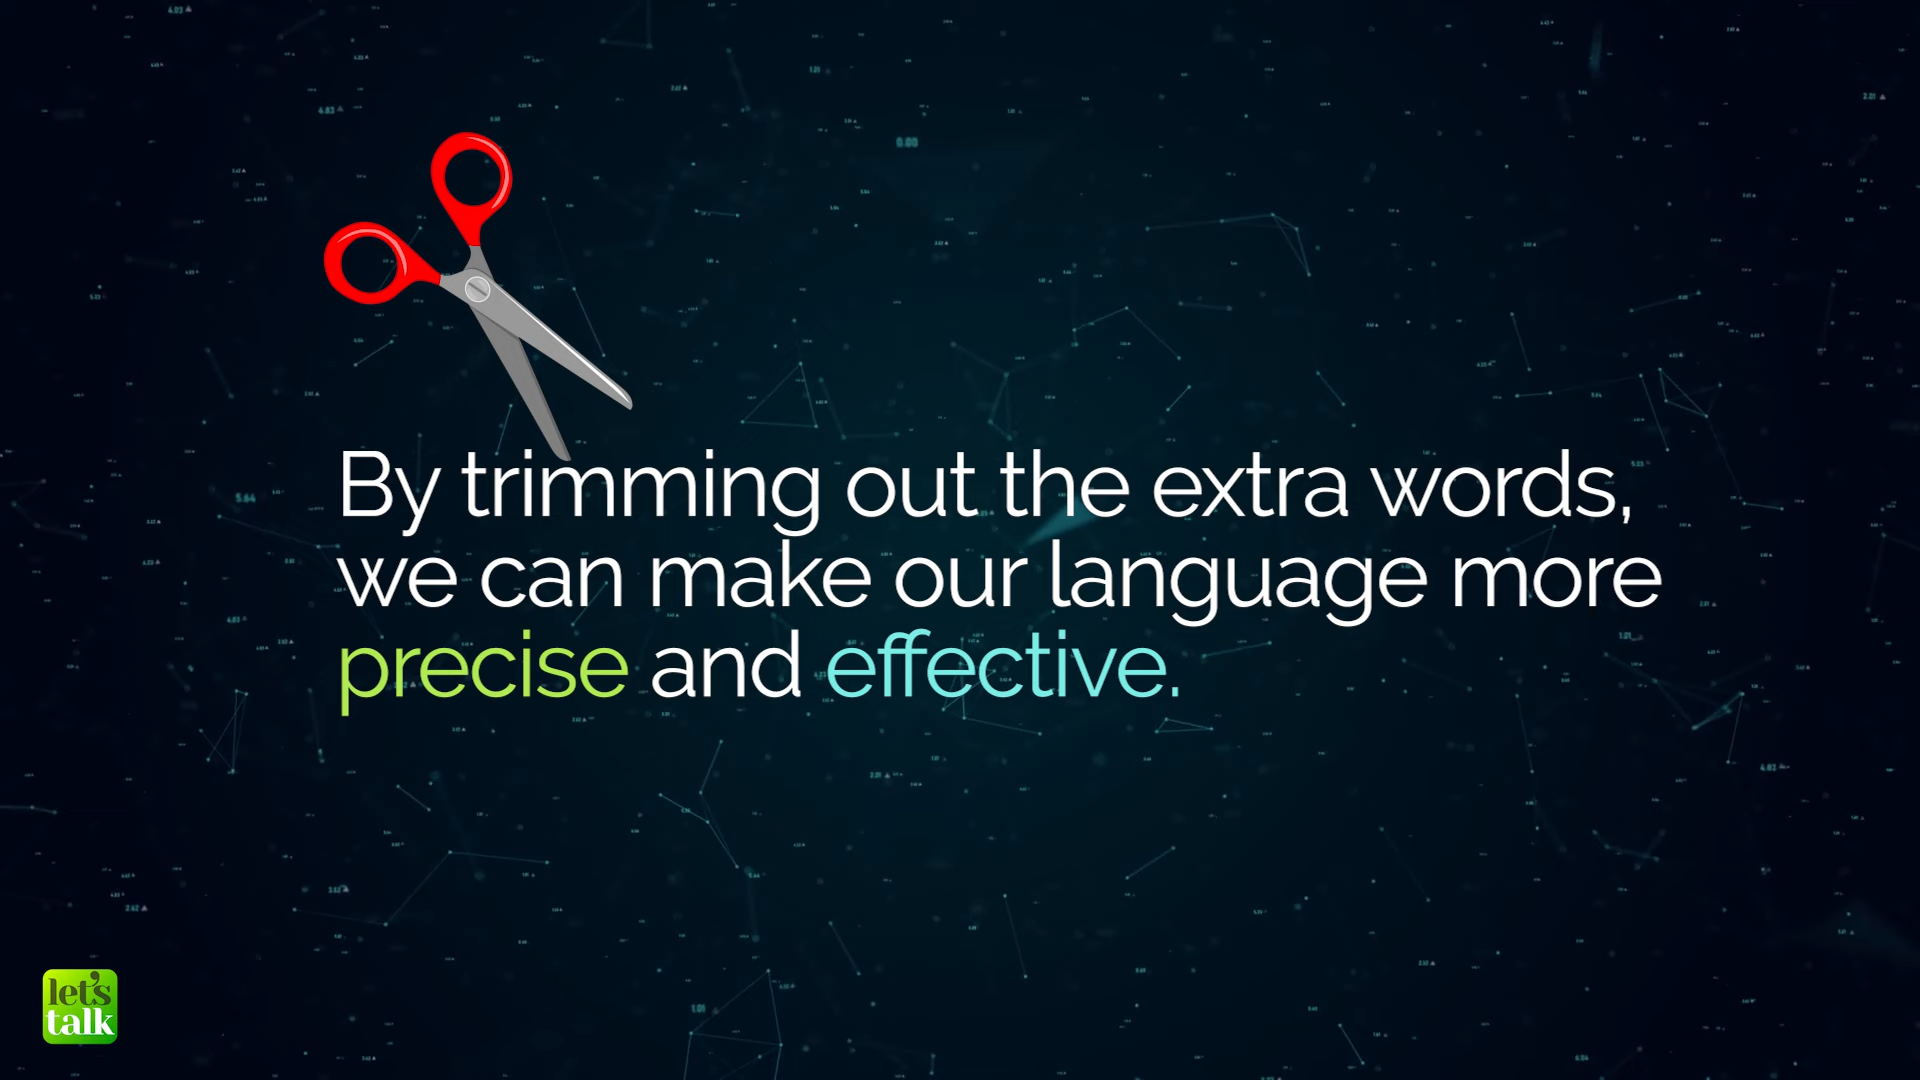 By trimming out the extra words,
we can make our language more
precise and effective.
let's
talk